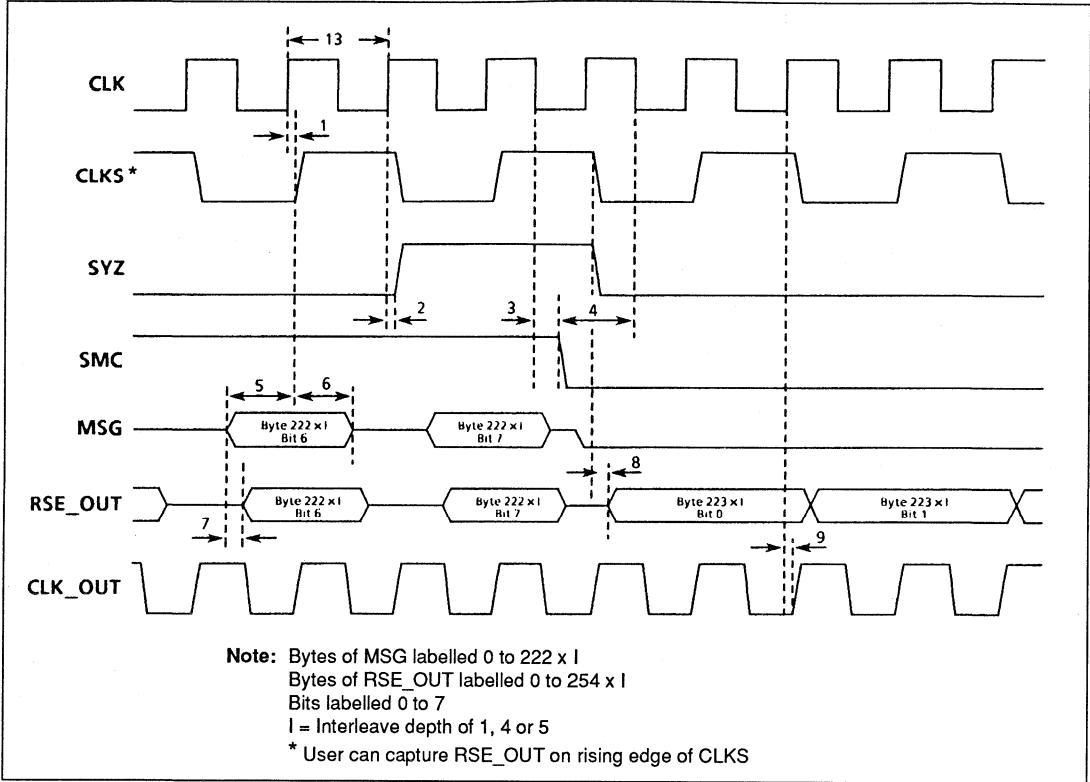 13
CLK
1
CLKS *
SYZ
2
3
4
SMC
5
6
MSG
Byte 222 x I
Bit 6
Byte 222 x I
Bit 7
8
RSE_OUT
Byte 222 x I
Bit 6
Byte 222 x I
Bit 7
Byte 223 x I
Bit 0
Byte 223 x I
Bit 1
7
9
CLK_OUT
Note: Bytes of MSG labelled 0 to 222 x I
Bytes of RSE_OUT labelled 0 to 254 x I
Bits labelled 0 to 7
I = Interleave depth of 1, 4 or 5
* User can capture RSE_OUT on rising edge of CLKS